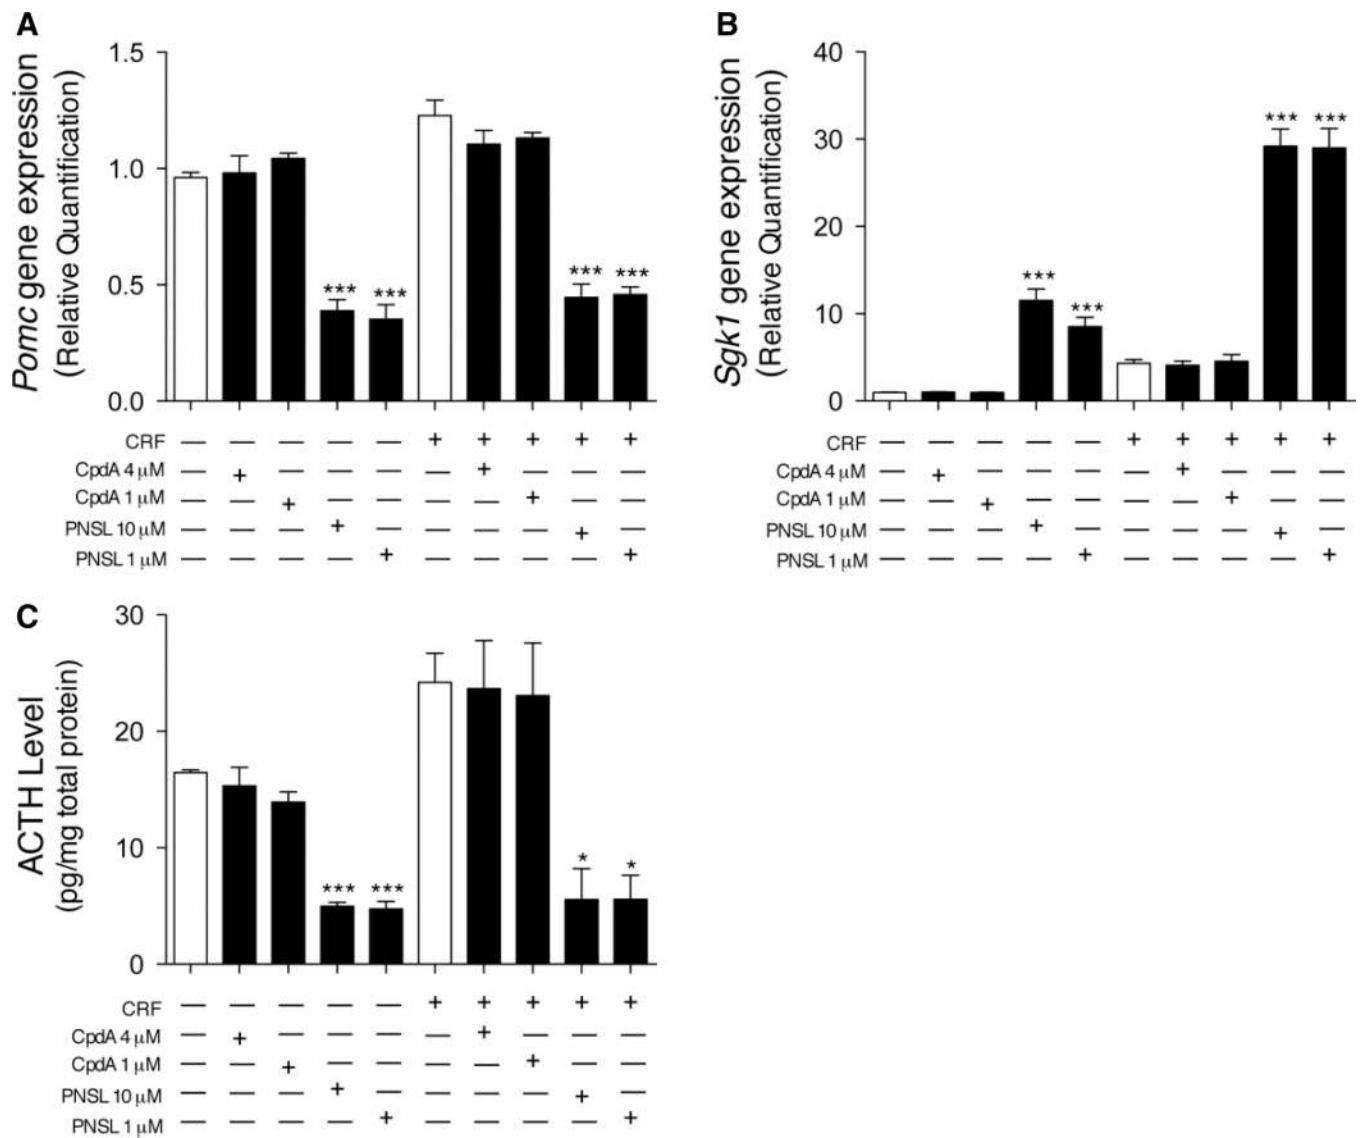 A
Pomc gene expression
(Relative Quantification)
1.5
1.0
0.5
0.0
*** *** *** ***
CRF — — — — — + + + + +
CpdA 4 μM — + — — — — + — — —
CpdA 1 μM — — + — — — — + — —
PNSL 10 μM — — — + — — — — + —
PNSL 1 μM — — — — + — — — — +
B
Sgk1 gene expression
(Relative Quantification)
40
30
20
10
0
*** *** *** ***
CRF — — — — — + + + + +
CpdA 4 μM — + — — — — + — — —
CpdA 1 μM — — + — — — — + — —
PNSL 10 μM — — — + — — — — + —
PNSL 1 μM — — — — + — — — — +
C
ACTH Level
(pg/mg total protein)
30
20
10
0
*** *** * *
CRF — — — — — + + + + +
CpdA 4 μM — + — — — — + — — —
CpdA 1 μM — — + — — — — + — —
PNSL 10 μM — — — + — — — — + —
PNSL 1 μM — — — — + — — — — +